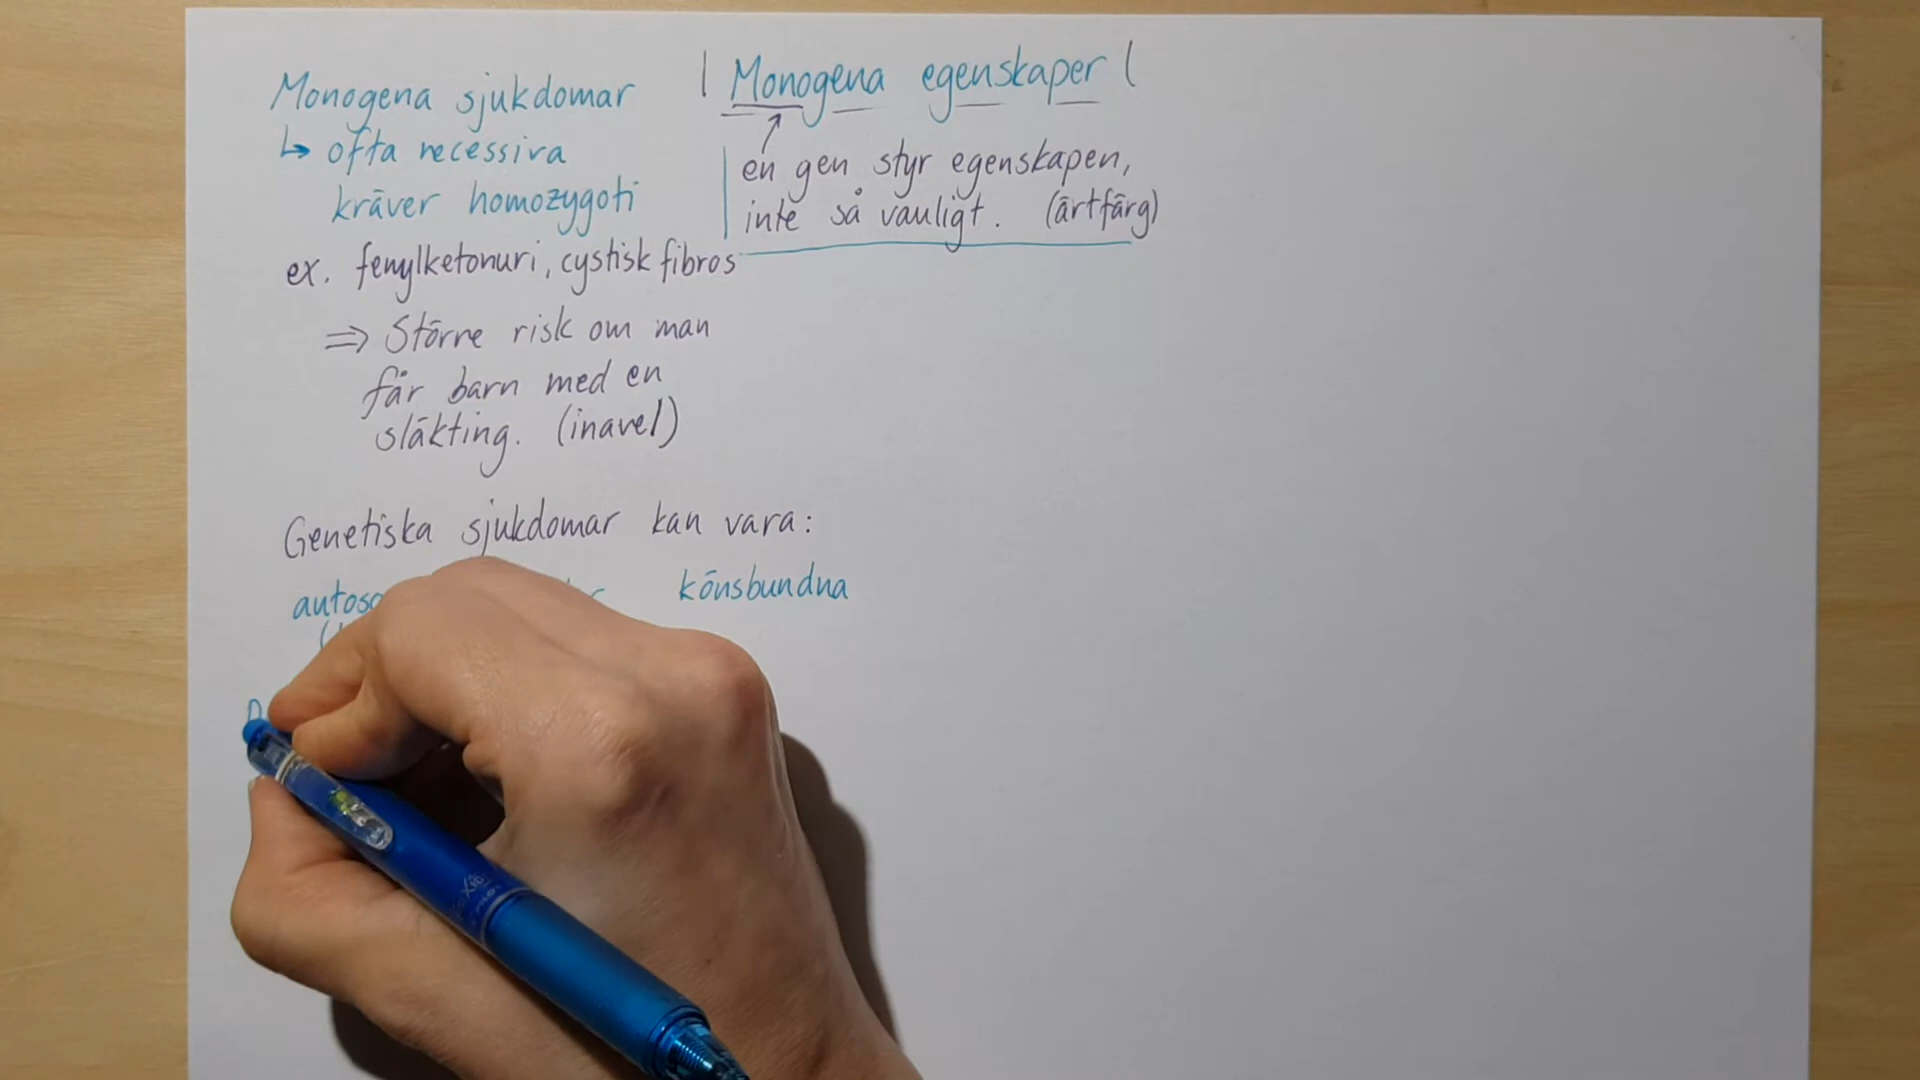 Monogena egenskaper
en gen styr egenskapen,
inte så vanligt. (ärtfärg)
Monogena sjukdomar
↳ ofta recessiva
kräver homozygoti
ex. fenylketonuri, cystisk fibros
⇒ Större risk om man
får barn med en
släkting. (inavel)
Genetiska sjukdomar kan vara:
könsbundna